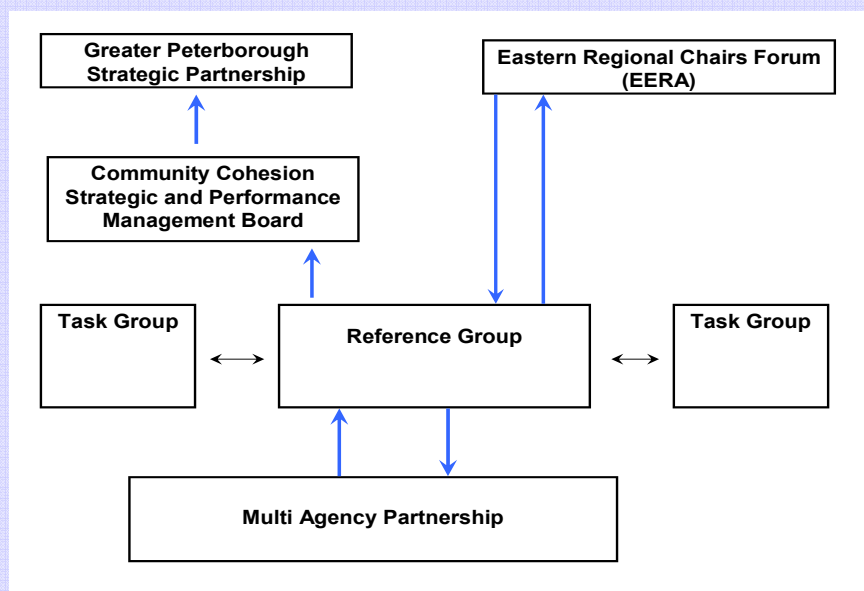 Greater Peterborough
Strategic Partnership
Eastern Regional Chairs Forum
(EERA)
Community Cohesion
Strategic and Performance
Management Board
Task Group
Reference Group
Task Group
Multi Agency Partnership